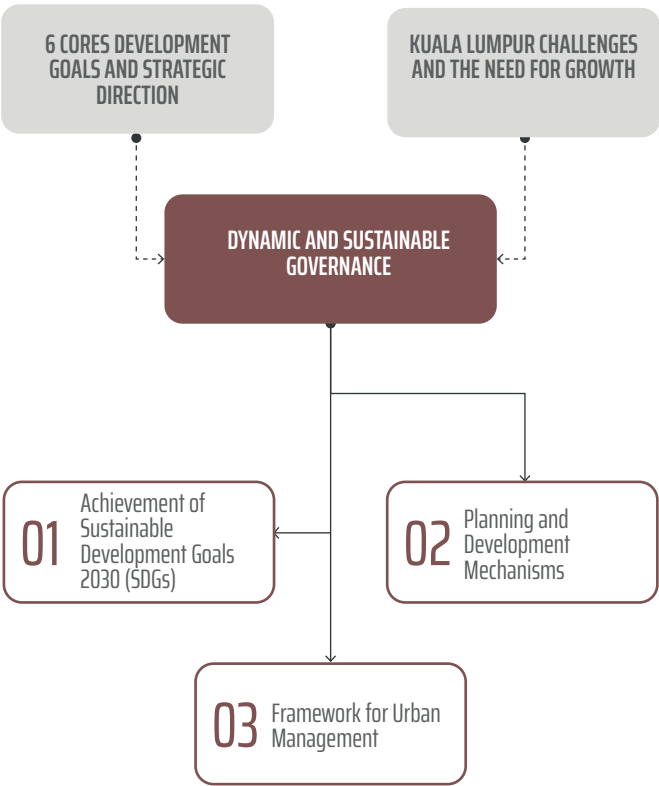 6 CORES DEVELOPMENT
GOALS AND STRATEGIC
DIRECTION
KUALA LUMPUR CHALLENGES
AND THE NEED FOR GROWTH
DYNAMIC AND SUSTAINABLE
GOVERNANCE
01
Achievement of
Sustainable
Development Goals
2030 (SDGs)
02
Planning and
Development
Mechanisms
03
Framework for Urban
Management